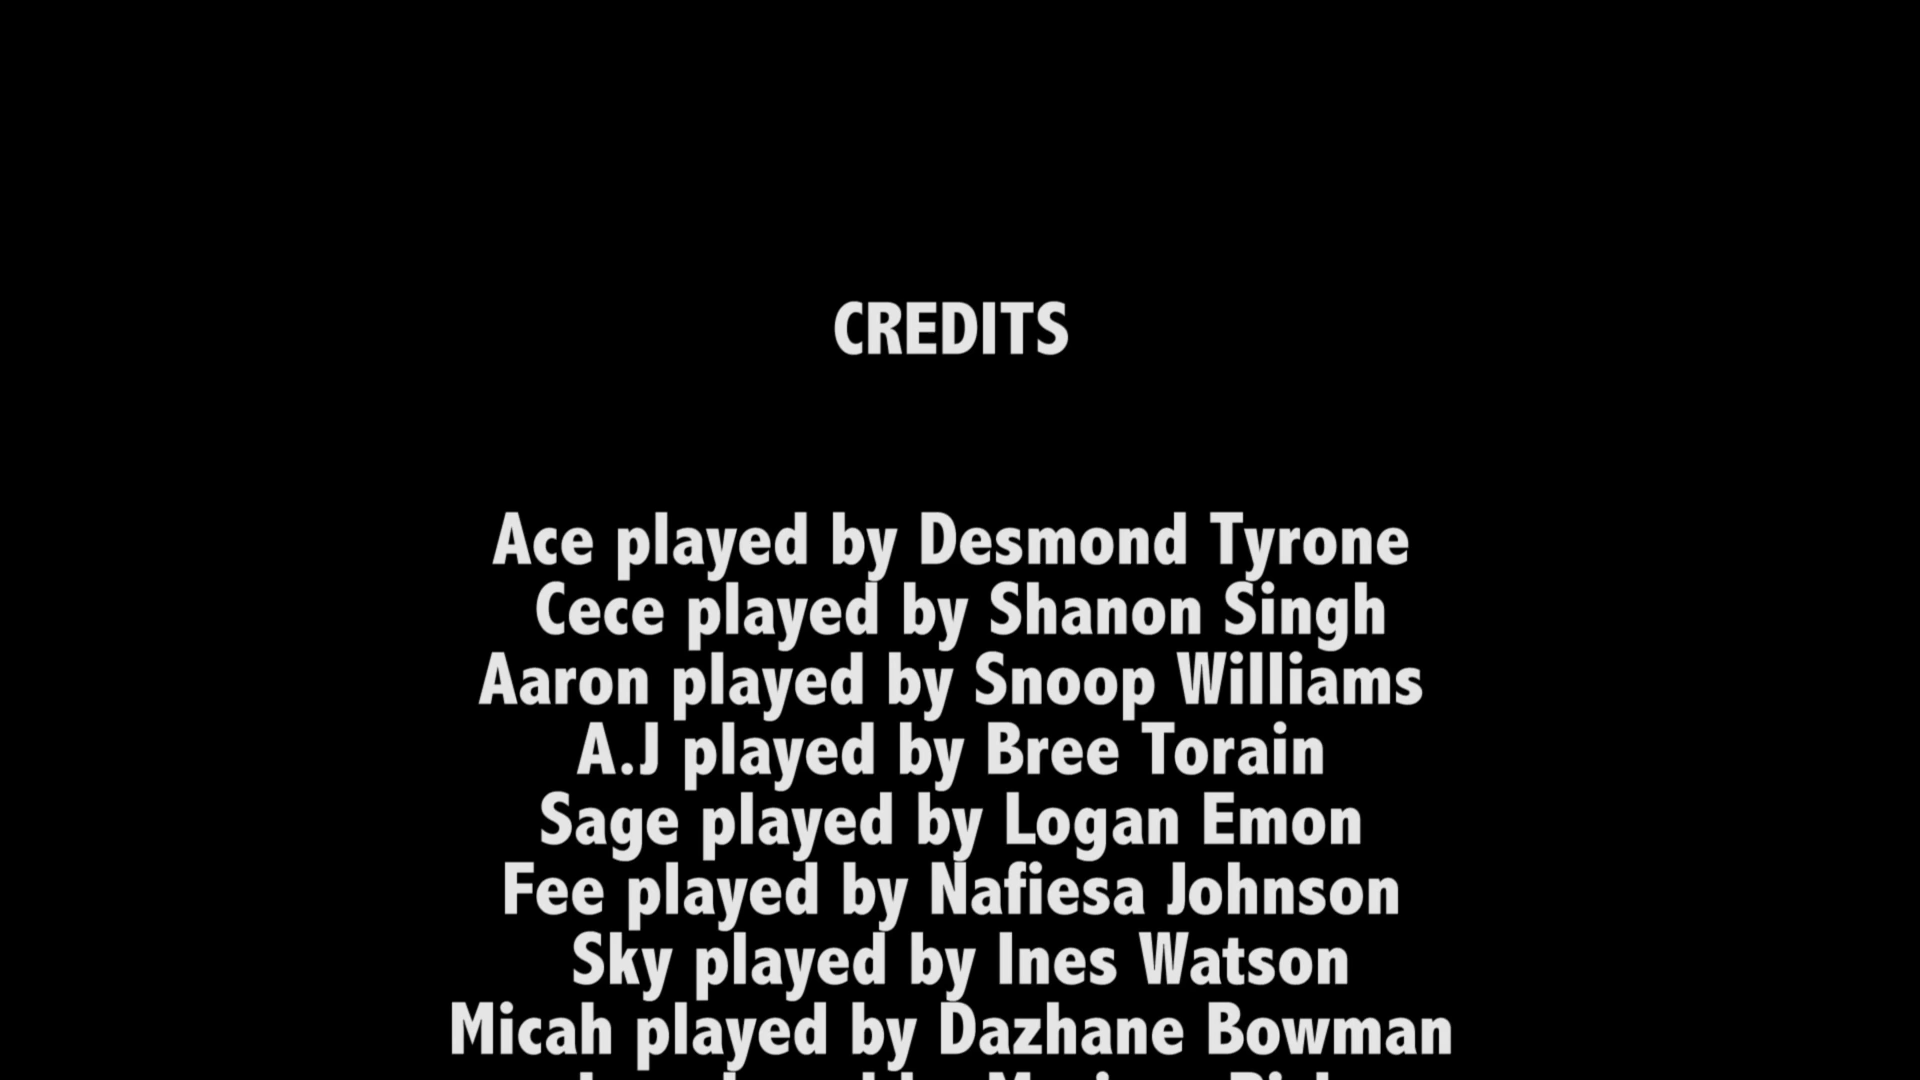 CREDITS
Ace played by Desmond Tyrone
Cece played by Shanon Singh
Aaron played by Snoop Williams
A.J played by Bree Torain
Sage played by Logan Emon
Fee played by Nafiesa Johnson
Sky played by Ines Watson
Micah played by Dazhane Bowman